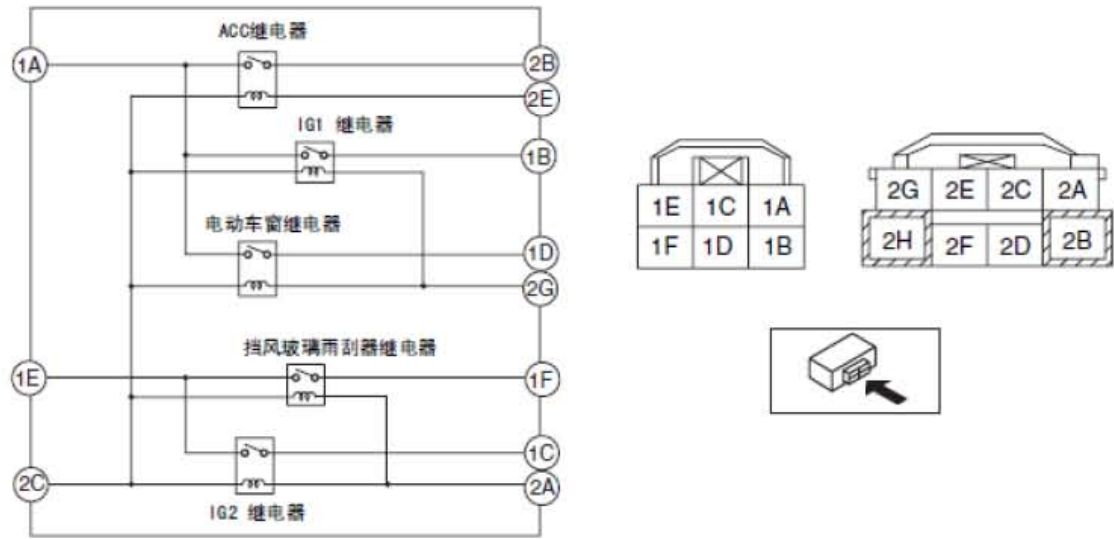 ACC继电器
1A
2B
2E
IG1 继电器
1B
电动车窗继电器
1D
2G
挡风玻璃雨刮器继电器
1E
1F
1C
2C
2A
IG2 继电器
1E 1C 1A
1F 1D 1B
2G 2E 2C 2A
2H 2F 2D 2B